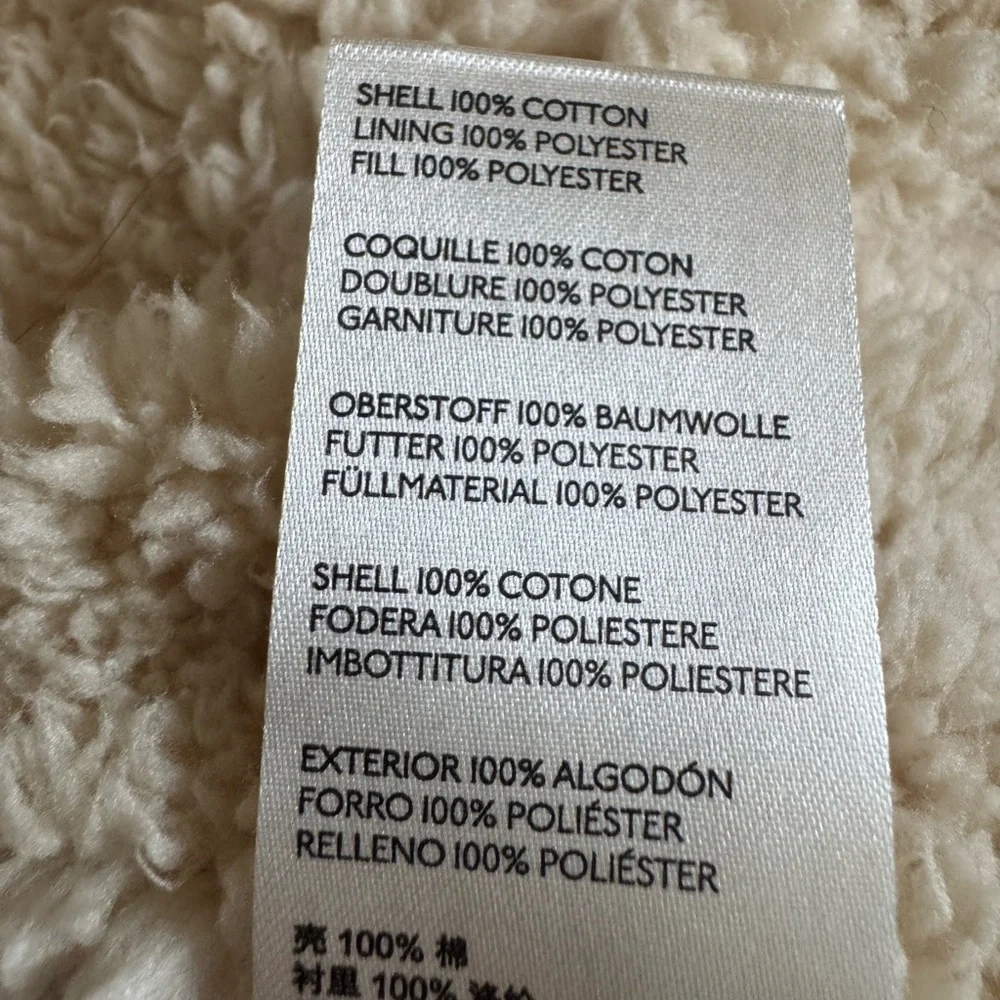 SHELL 100% COTTON
LINING 100% POLYESTER
FILL 100% POLYESTER
COQUILLE 100% COTON
DOUBLURE 100% POLYESTER
GARNITURE 100% POLYESTER
OBERSTOFF 100% BAUMWOLLE
FUTTER 100% POLYESTER
FÜLLMATERIAL 100% POLYESTER
SHELL 100% COTONE
FODERA 100% POLIESTERE
IMBOTTITURA 100% POLIESTERE
EXTERIOR 100% ALGODÓN
FORRO 100% POLIÉSTER
RELLENO 100% POLIÉSTER
壳 100% 棉
衬里 100%